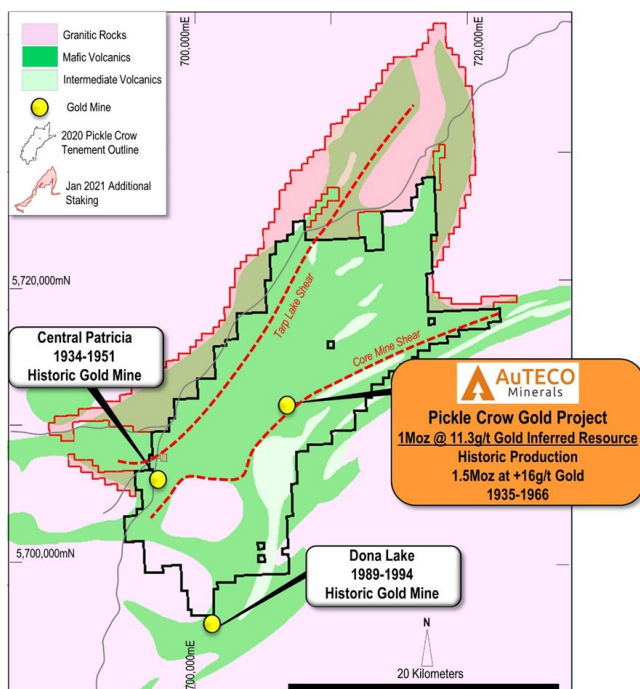 Granitic Rocks
Mafic Volcanics
Intermediate Volcanics
Gold Mine
2020 Pickle Crow
Tenement Outline
Jan 2021 Additional
Staking
700,000mE
720,000mE
5,720,000mN
Tarp Lake Shear
Core Mine Shear
Central Patricia
1934-1951
Historic Gold Mine
AuTECO
Minerals
Pickle Crow Gold Project
1Moz @ 11.3g/t Gold Inferred Resource
Historic Production
1.5Moz at +16g/t Gold
1935-1966
5,700,000mN
Dona Lake
1989-1994
Historic Gold Mine
700,000mE
N
20 Kilometers